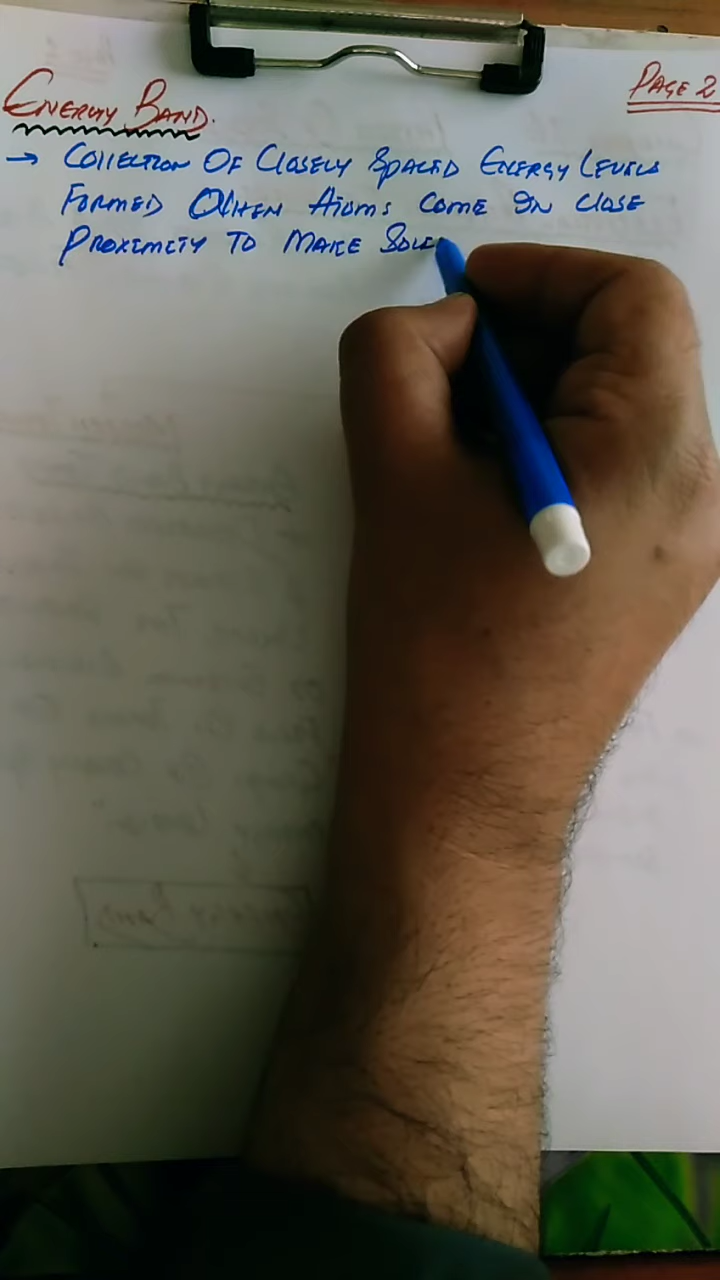 ENERGY BAND.
PAGE 2
→ COLLECTION OF CLOSELY SPACED ENERGY LEVELS
FORMED WHEN ATOMS COME IN CLOSE
PROXIMITY TO MAKE SOLI